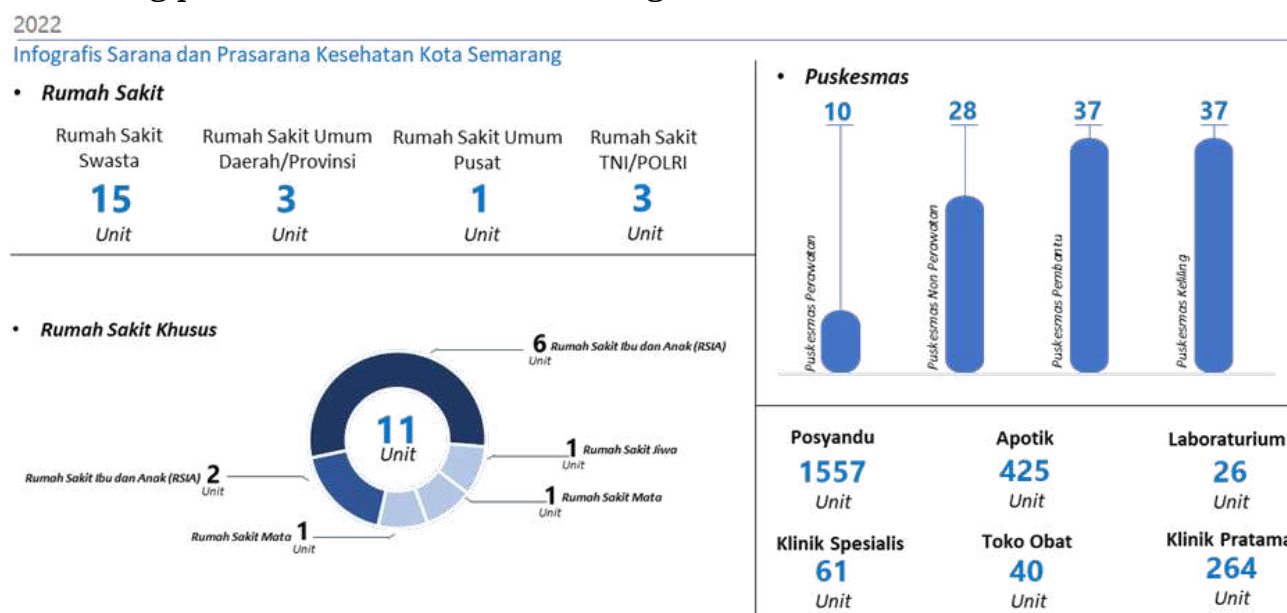 2022
Infografis Sarana dan Prasarana Kesehatan Kota Semarang
• Rumah Sakit
Rumah Sakit Swasta
15
Unit
Rumah Sakit Umum Daerah/Provinsi
3
Unit
Rumah Sakit Umum Pusat
1
Unit
Rumah Sakit TNI/POLRI
3
Unit
• Rumah Sakit Khusus
6 Rumah Sakit Ibu dan Anak (RSIA)
Unit
1 Rumah Sakit Jiwa
Unit
1 Rumah Sakit Mata
Unit
Rumah Sakit Mata 1
Unit
Rumah Sakit Ibu dan Anak (RSIA) 2
Unit
11
Unit
• Puskesmas
10
Puskesmas Perawatan
28
Puskesmas Non Perawatan
37
Puskesmas Pembantu
37
Puskesmas Keliling
Posyandu
1557
Unit
Apotik
425
Unit
Laboraturium
26
Unit
Klinik Spesialis
61
Unit
Toko Obat
40
Unit
Klinik Pratama
264
Unit